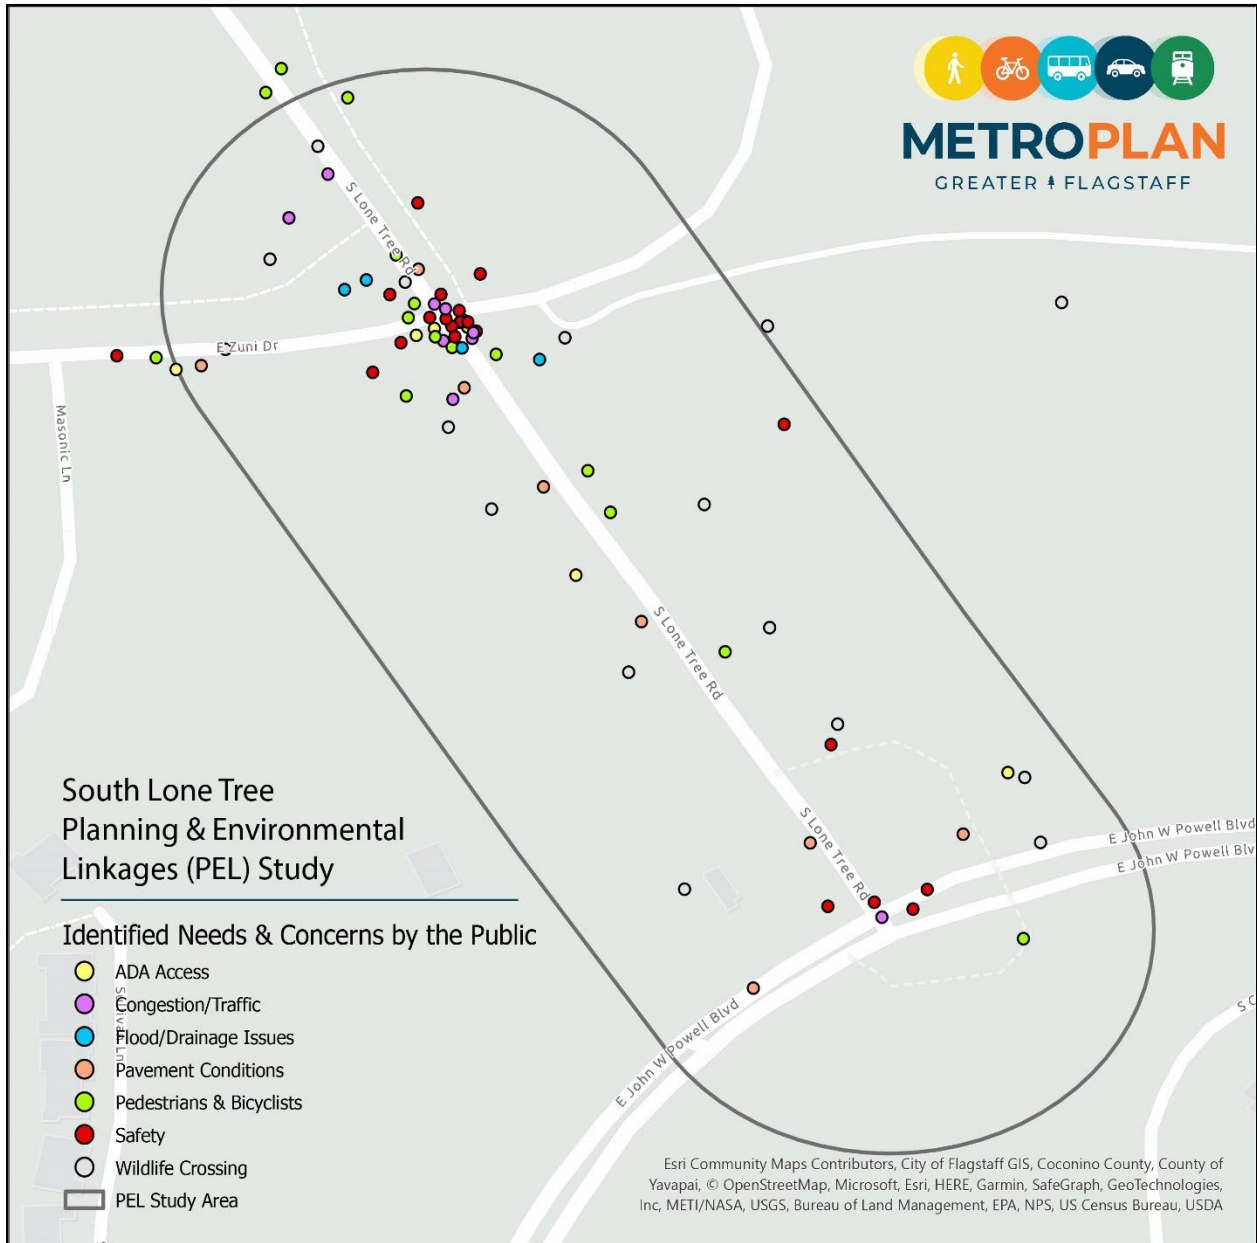 METROPLAN
GREATER FLAGSTAFF
S Lone Tree Rd
E Zuni Dr
Masonic Ln
S Lone Tree Rd
South Lone Tree
Planning & Environmental
Linkages (PEL) Study
S Lone Tree Rd
E John W Powell Blvd
E John W Powell Blv
Identified Needs & Concerns by the Public
ADA Access
Congestion/Traffic
Flood/Drainage Issues
Pavement Conditions
Pedestrians & Bicyclists
Safety
Wildlife Crossing
PEL Study Area
E John W Powell Blvd
S C
Esri Community Maps Contributors, City of Flagstaff GIS, Coconino County, County of
Yavapai, © OpenStreetMap, Microsoft, Esri, HERE, Garmin, SafeGraph, GeoTechnologies,
Inc, METI/NASA, USGS, Bureau of Land Management, EPA, NPS, US Census Bureau, USDA